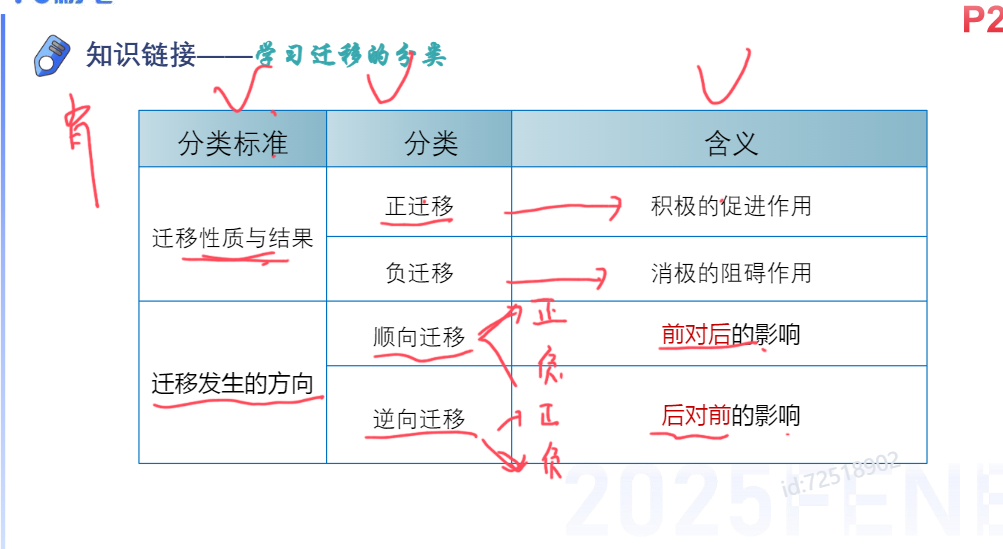 P2
知识链接——学习迁移的分类
分类标准 分类 含义
迁移性质与结果 正迁移 积极的促进作用
负迁移 消极的阻碍作用
迁移发生的方向 顺向迁移 正 负 前对后的影响
逆向迁移 正 负 后对前的影响
id:72518902
2025FENB